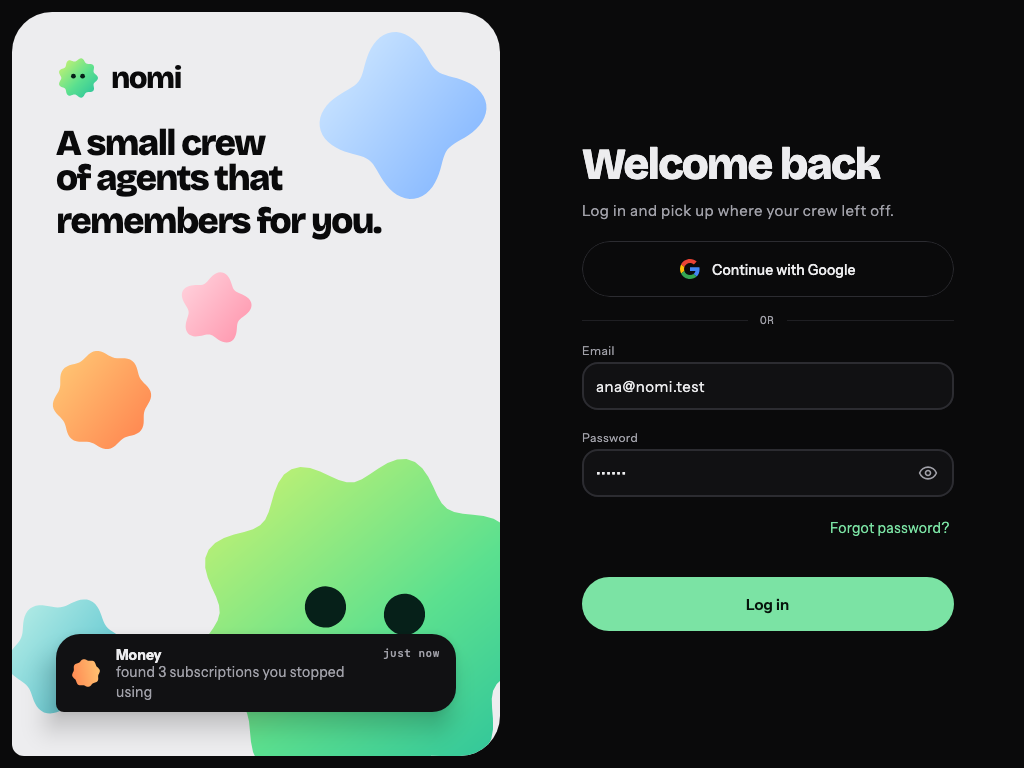 nomi
A small crew
of agents that
remembers for you.
Money
just now
found 3 subscriptions you stopped
using
Welcome back
Log in and pick up where your crew left off.
Continue with Google
OR
Email
ana@nomi.test
Password
••••••
Forgot password?
Log in